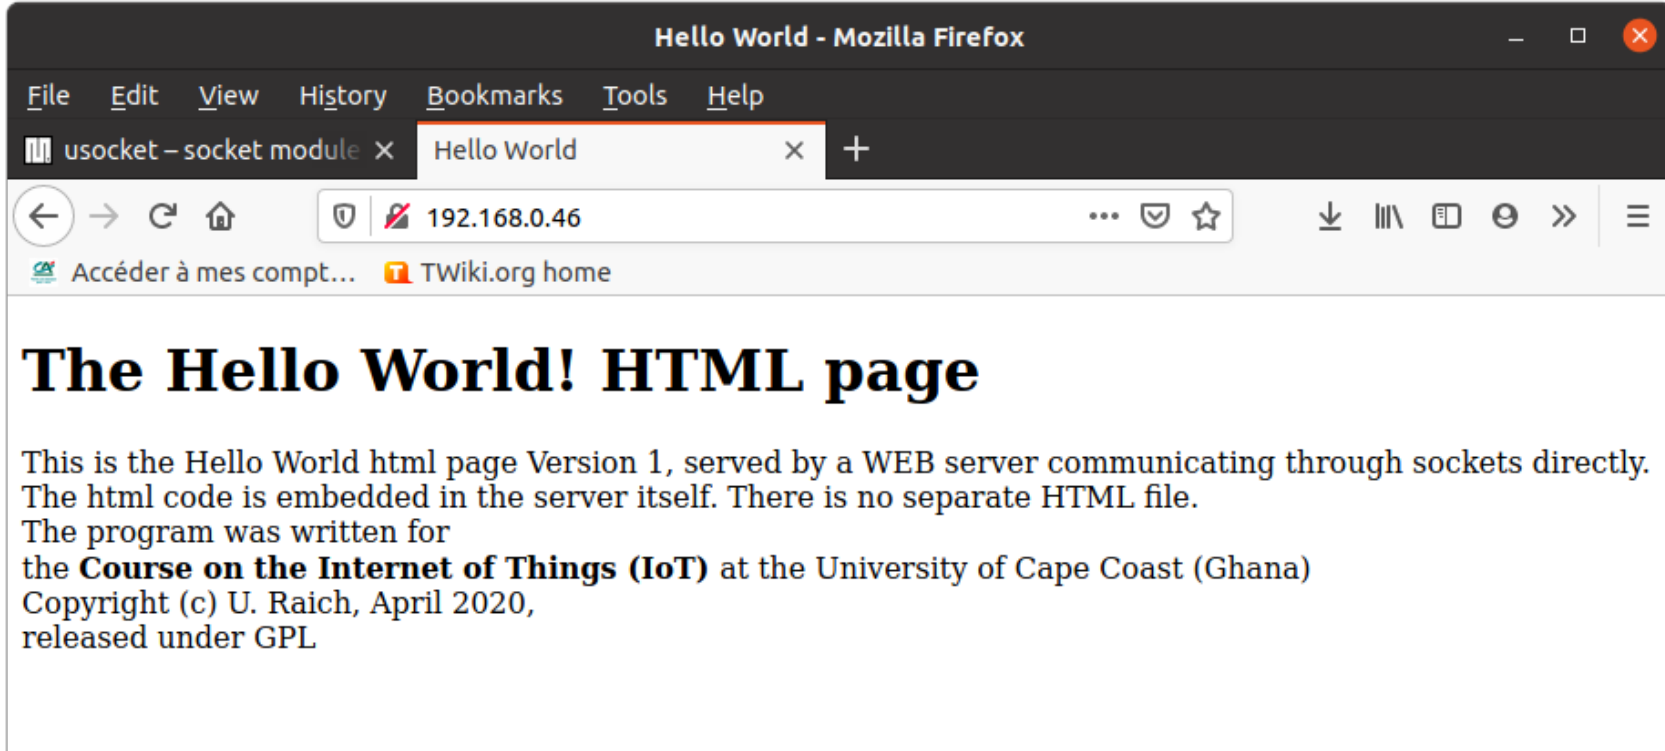 Hello World - Mozilla Firefox
File Edit View History Bookmarks Tools Help
usocket – socket module
Hello World
192.168.0.46
Accéder à mes compt... TWiki.org home
The Hello World! HTML page
This is the Hello World html page Version 1, served by a WEB server communicating through sockets directly.
The html code is embedded in the server itself. There is no separate HTML file.
The program was written for
the Course on the Internet of Things (IoT) at the University of Cape Coast (Ghana)
Copyright (c) U. Raich, April 2020,
released under GPL